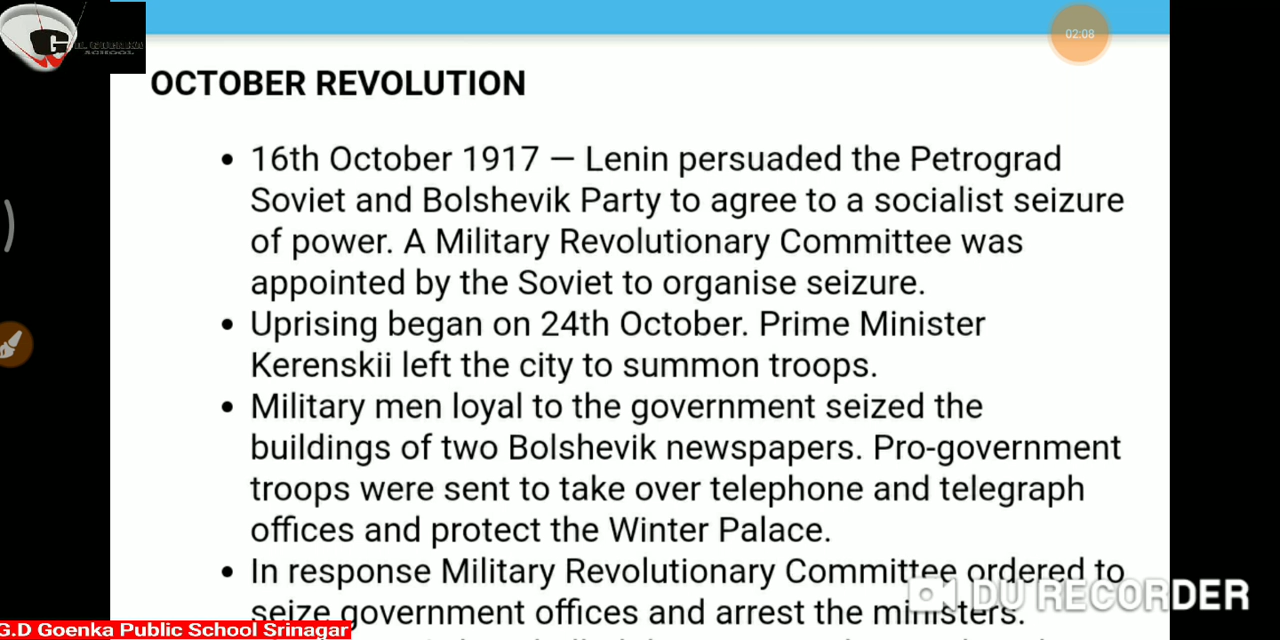 G
G.D. GOENKA
SCHOOL
02:08
OCTOBER REVOLUTION
• 16th October 1917 — Lenin persuaded the Petrograd
Soviet and Bolshevik Party to agree to a socialist seizure
of power. A Military Revolutionary Committee was
appointed by the Soviet to organise seizure.
• Uprising began on 24th October. Prime Minister
Kerenskii left the city to summon troops.
• Military men loyal to the government seized the
buildings of two Bolshevik newspapers. Pro-government
troops were sent to take over telephone and telegraph
offices and protect the Winter Palace.
• In response Military Revolutionary Committee ordered to
seize government offices and arrest the ministers.
DU RECORDER
G.D Goenka Public School Srinagar